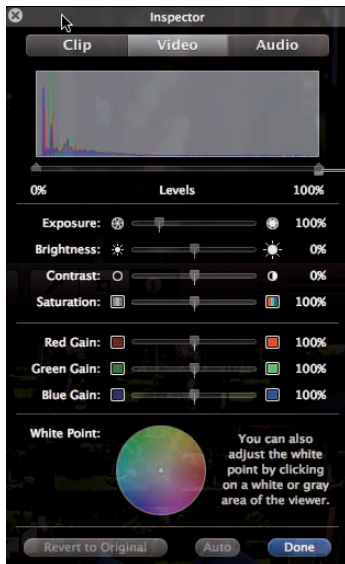 Inspector
Clip Video Audio
0% Levels 100%
Exposure: 100%
Brightness: 0%
Contrast: 0%
Saturation: 100%
Red Gain: 100%
Green Gain: 100%
Blue Gain: 100%
White Point:
You can also
adjust the white
point by clicking
on a white or gray
area of the viewer.
Revert to Original Auto Done